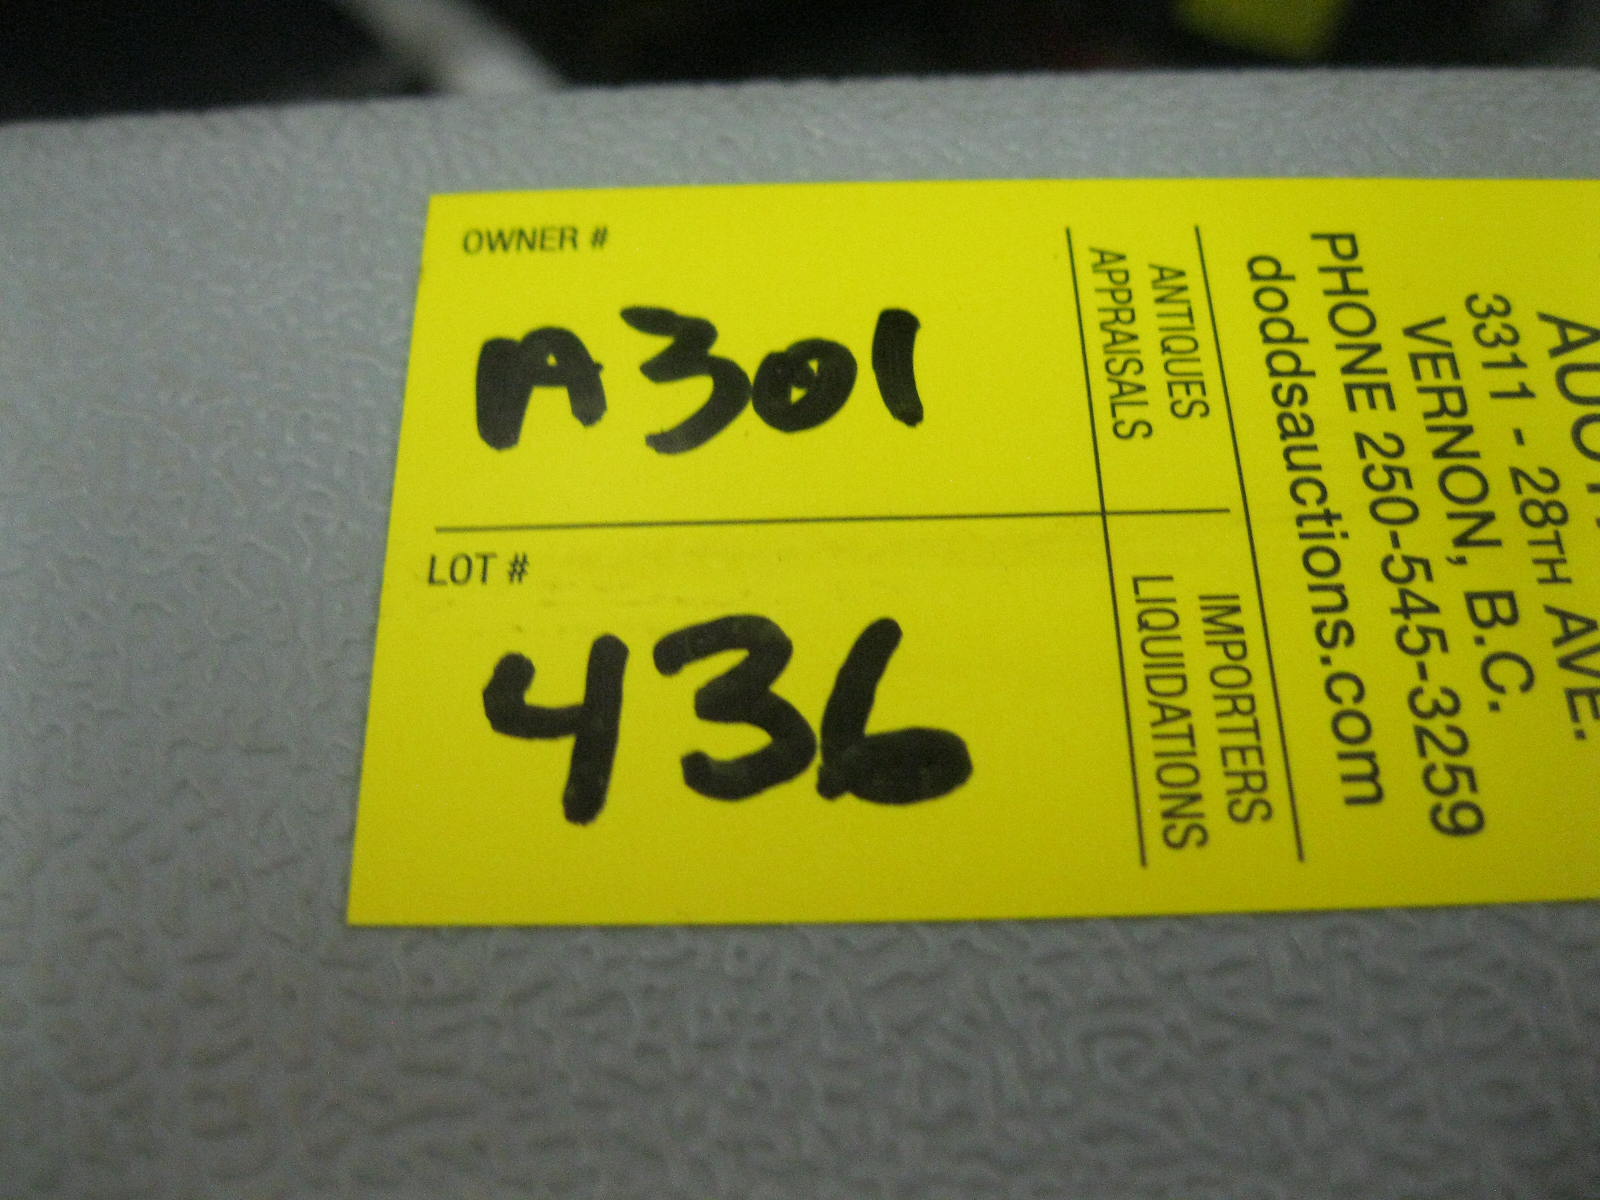 OWNER #
A301
LOT #
436
ANTIQUES
APPRAISALS
IMPORTERS
LIQUIDATIONS
3311 - 28TH AVE.
VERNON, B.C.
PHONE 250-545-3259
doddsauctions.com